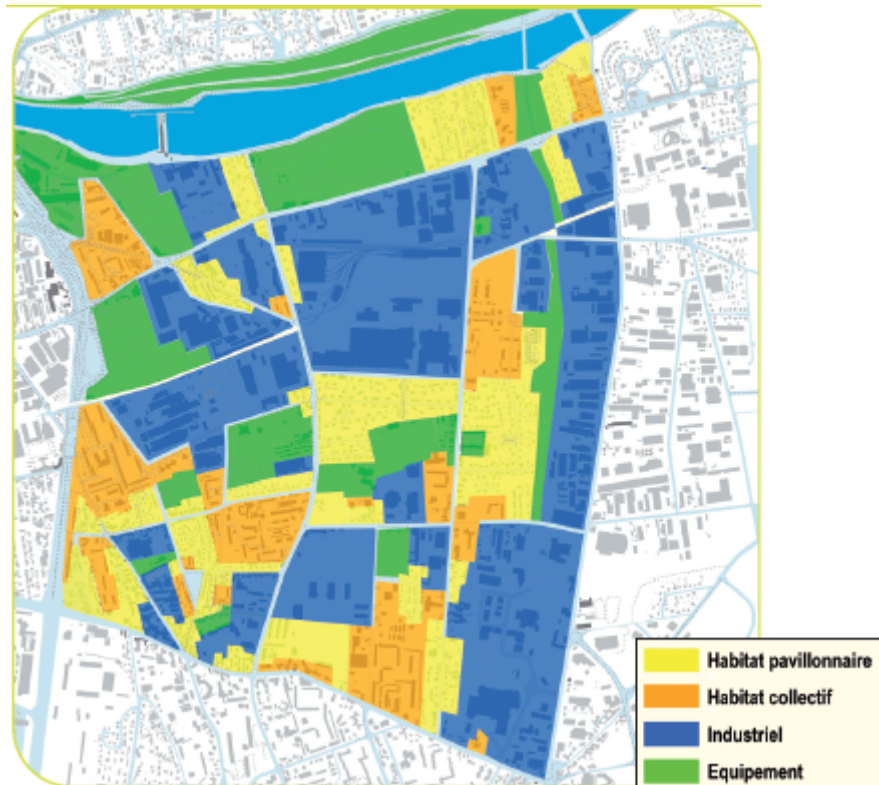 Habitat pavillonnaire
Habitat collectif
Industriel
Equipement